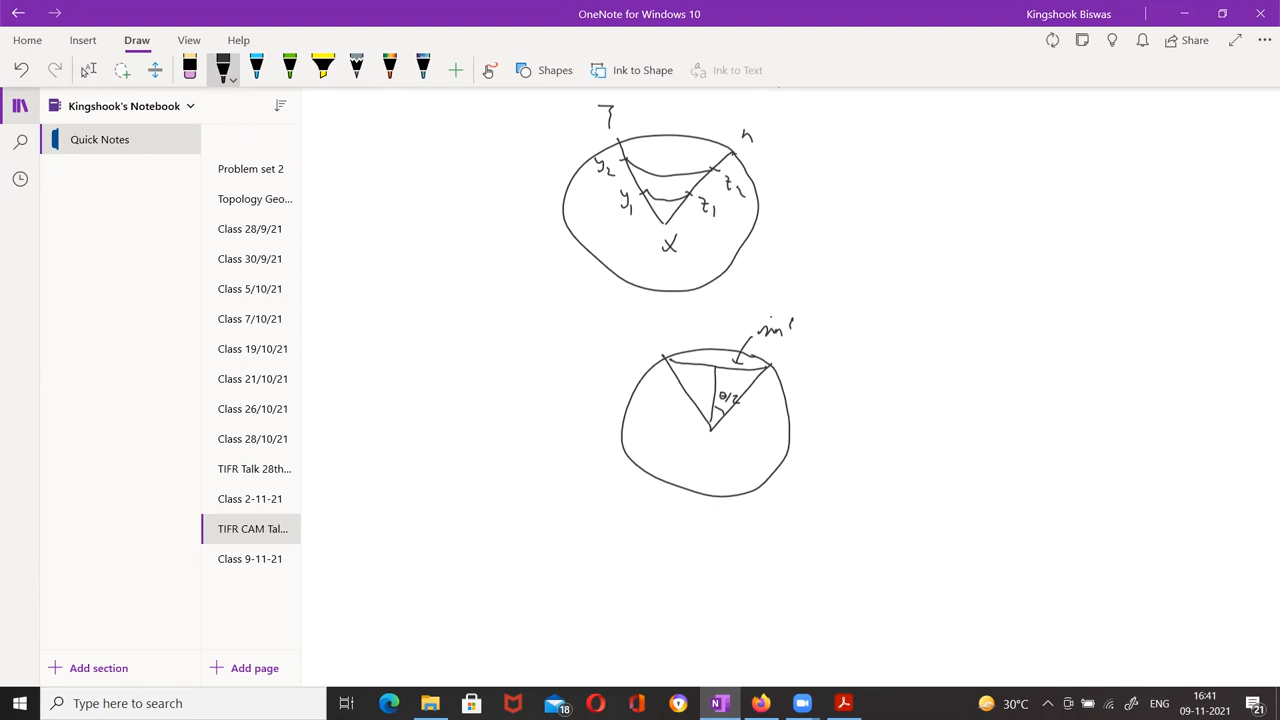 OneNote for Windows 10
Kingshook Biswas
Home
Insert
Draw
View
Help
Share
Shapes
Ink to Shape
Ink to Text
Kingshook's Notebook
Quick Notes
Problem set 2
Topology Geo...
Class 28/9/21
Class 30/9/21
Class 5/10/21
Class 7/10/21
Class 19/10/21
Class 21/10/21
Class 26/10/21
Class 28/10/21
TIFR Talk 28th...
Class 2-11-21
TIFR CAM Tal...
Class 9-11-21
y2
z2
y1
z1
x
sin
θ/2
Add section
Add page
Type here to search
18
30°C
ENG
16:41
09-11-2021
21